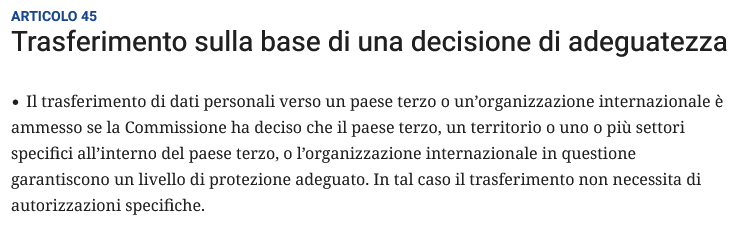 ARTICOLO 45
Trasferimento sulla base di una decisione di adeguatezza
• Il trasferimento di dati personali verso un paese terzo o un’organizzazione internazionale è
ammesso se la Commissione ha deciso che il paese terzo, un territorio o uno o più settori
specifici all’interno del paese terzo, o l’organizzazione internazionale in questione
garantiscono un livello di protezione adeguato. In tal caso il trasferimento non necessita di
autorizzazioni specifiche.